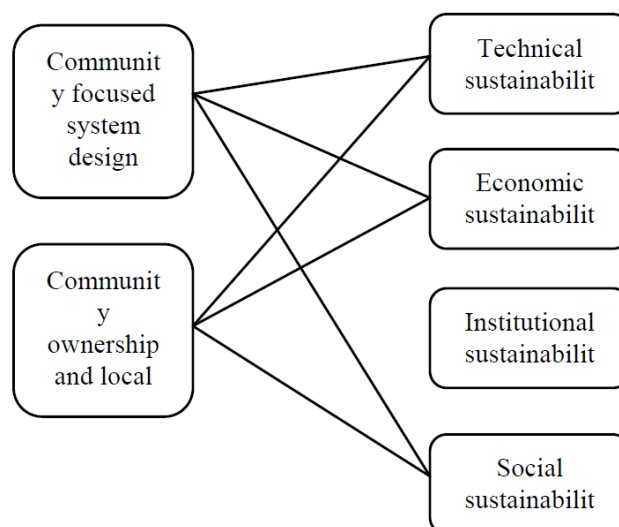 Communit
y focused
system
design
Communit
y
ownership
and local
Technical
sustainabilit
Economic
sustainabilit
Institutional
sustainabilit
Social
sustainabilit